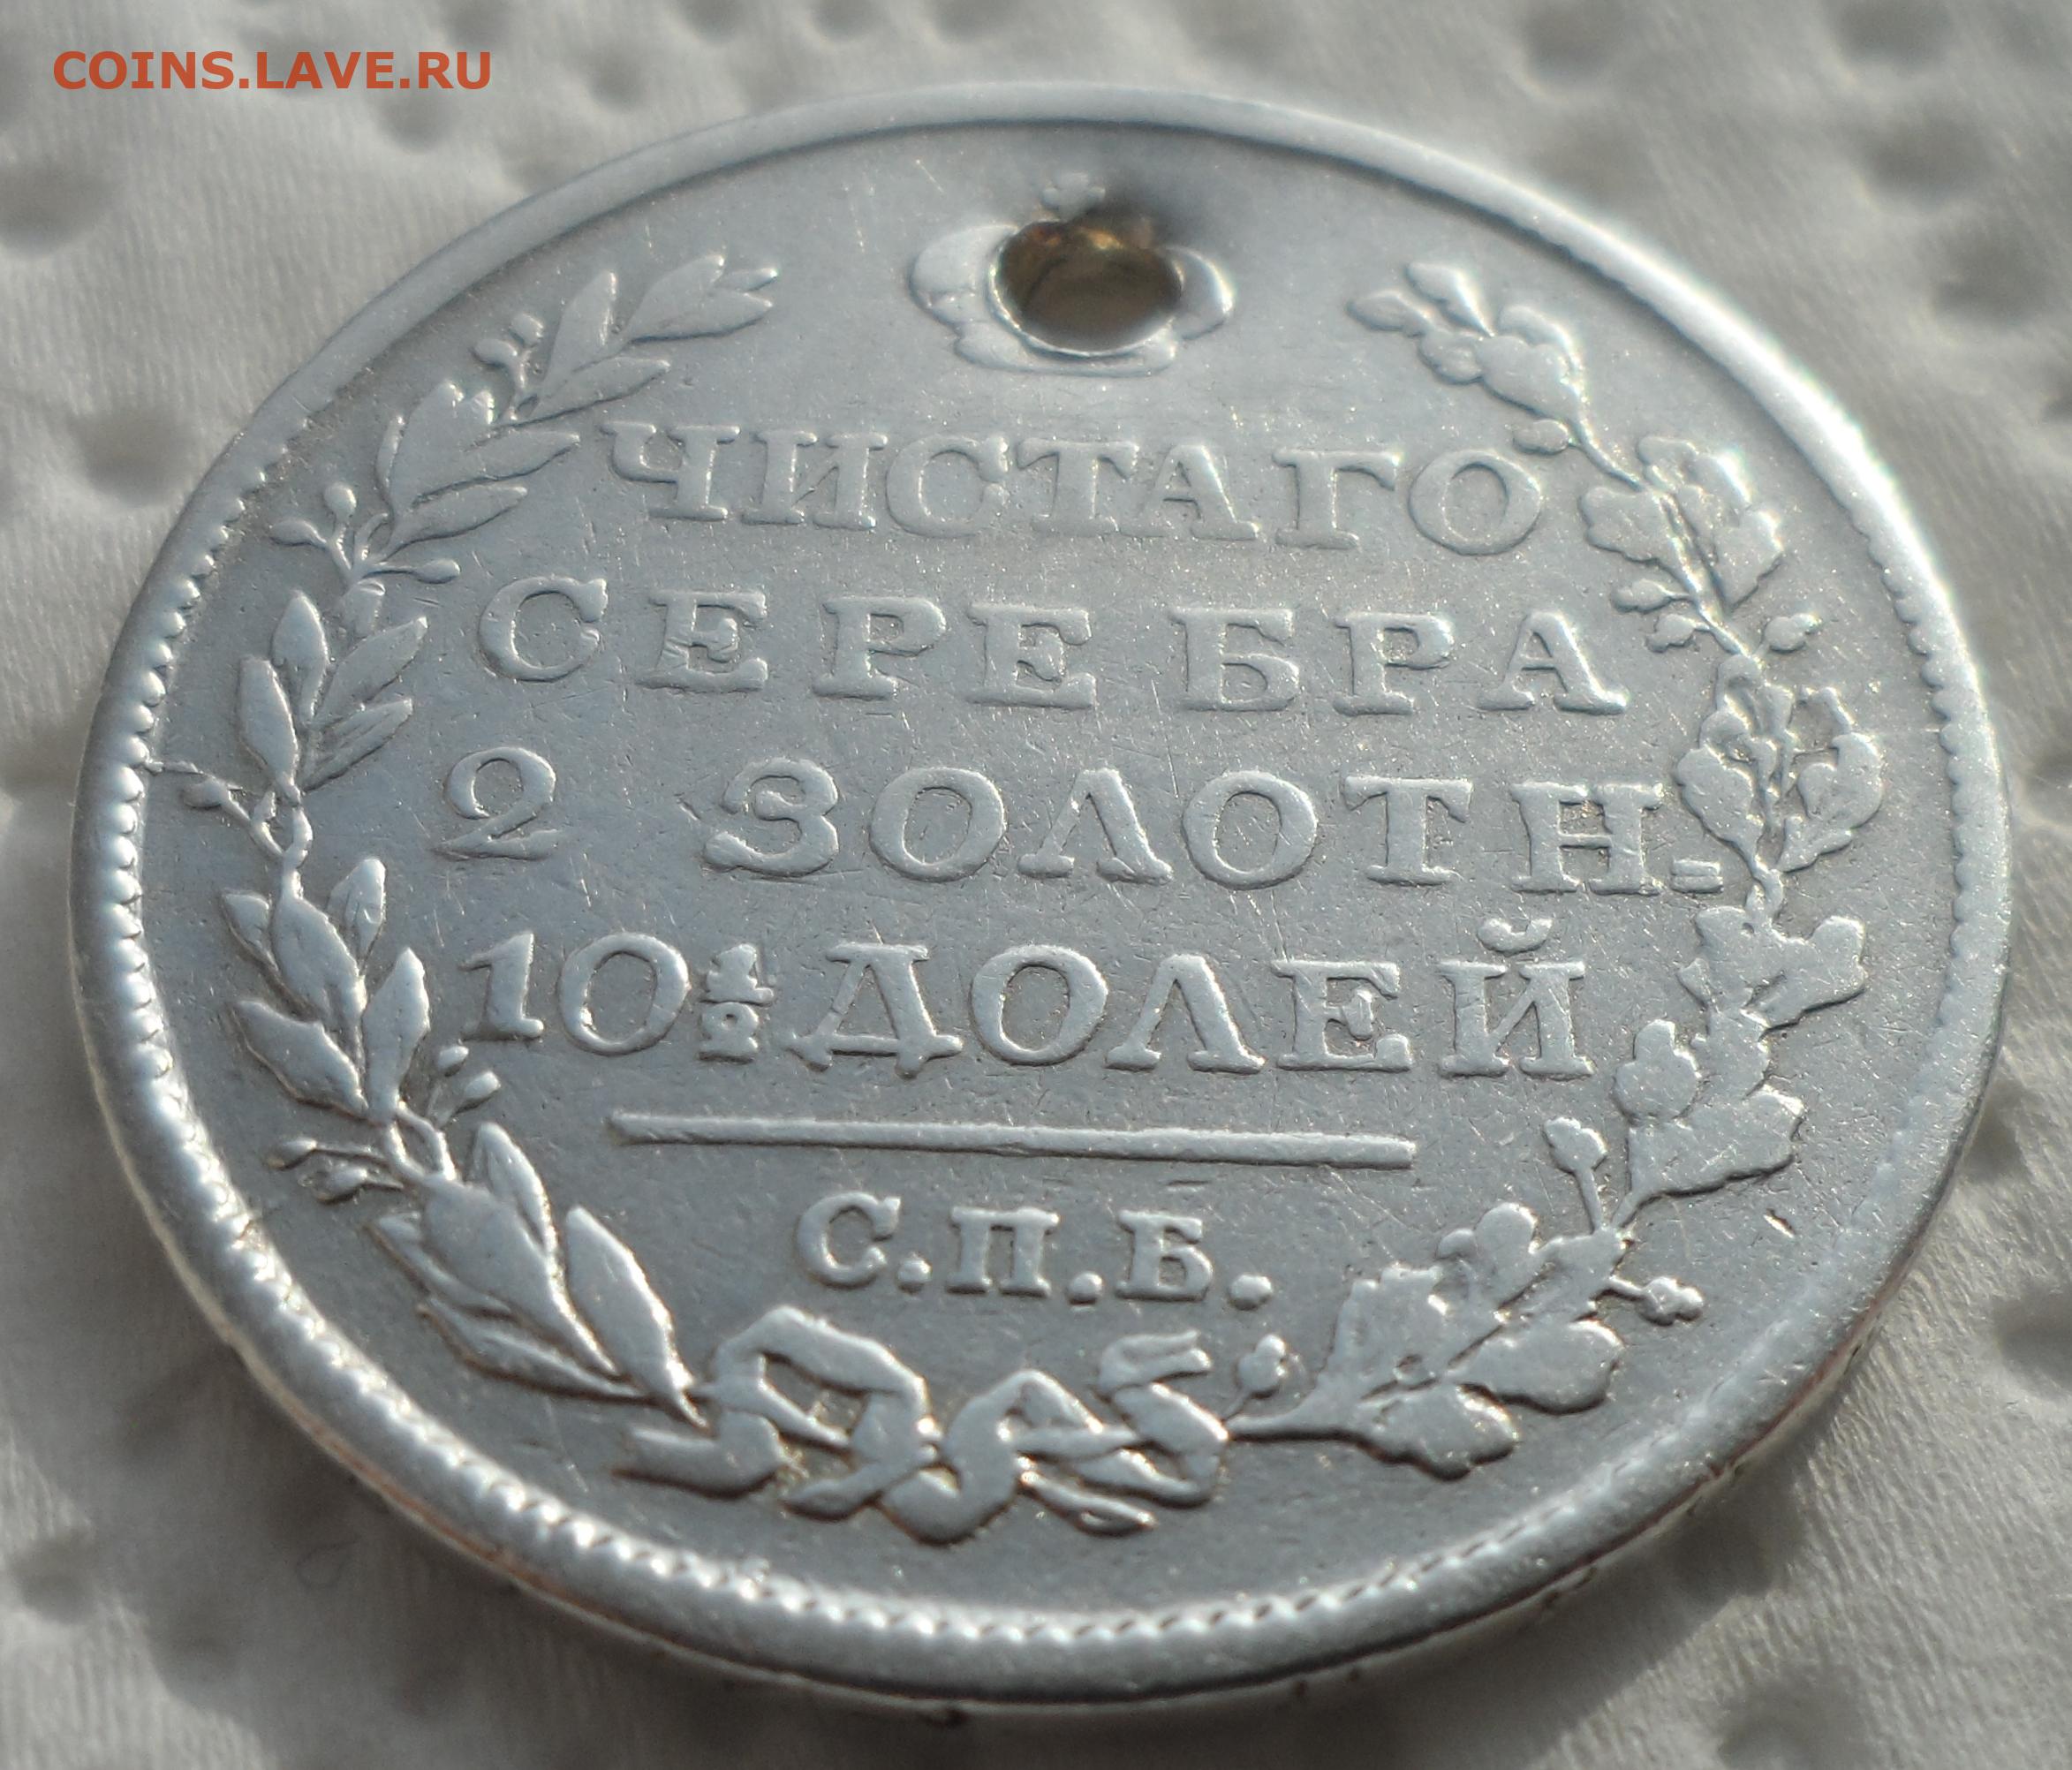 COINS.LAVE.RU
ЧИСТАГО
СЕРЕБРА
2 ЗОЛОТН.
10½ ДОЛЕЙ
С.П.Б.